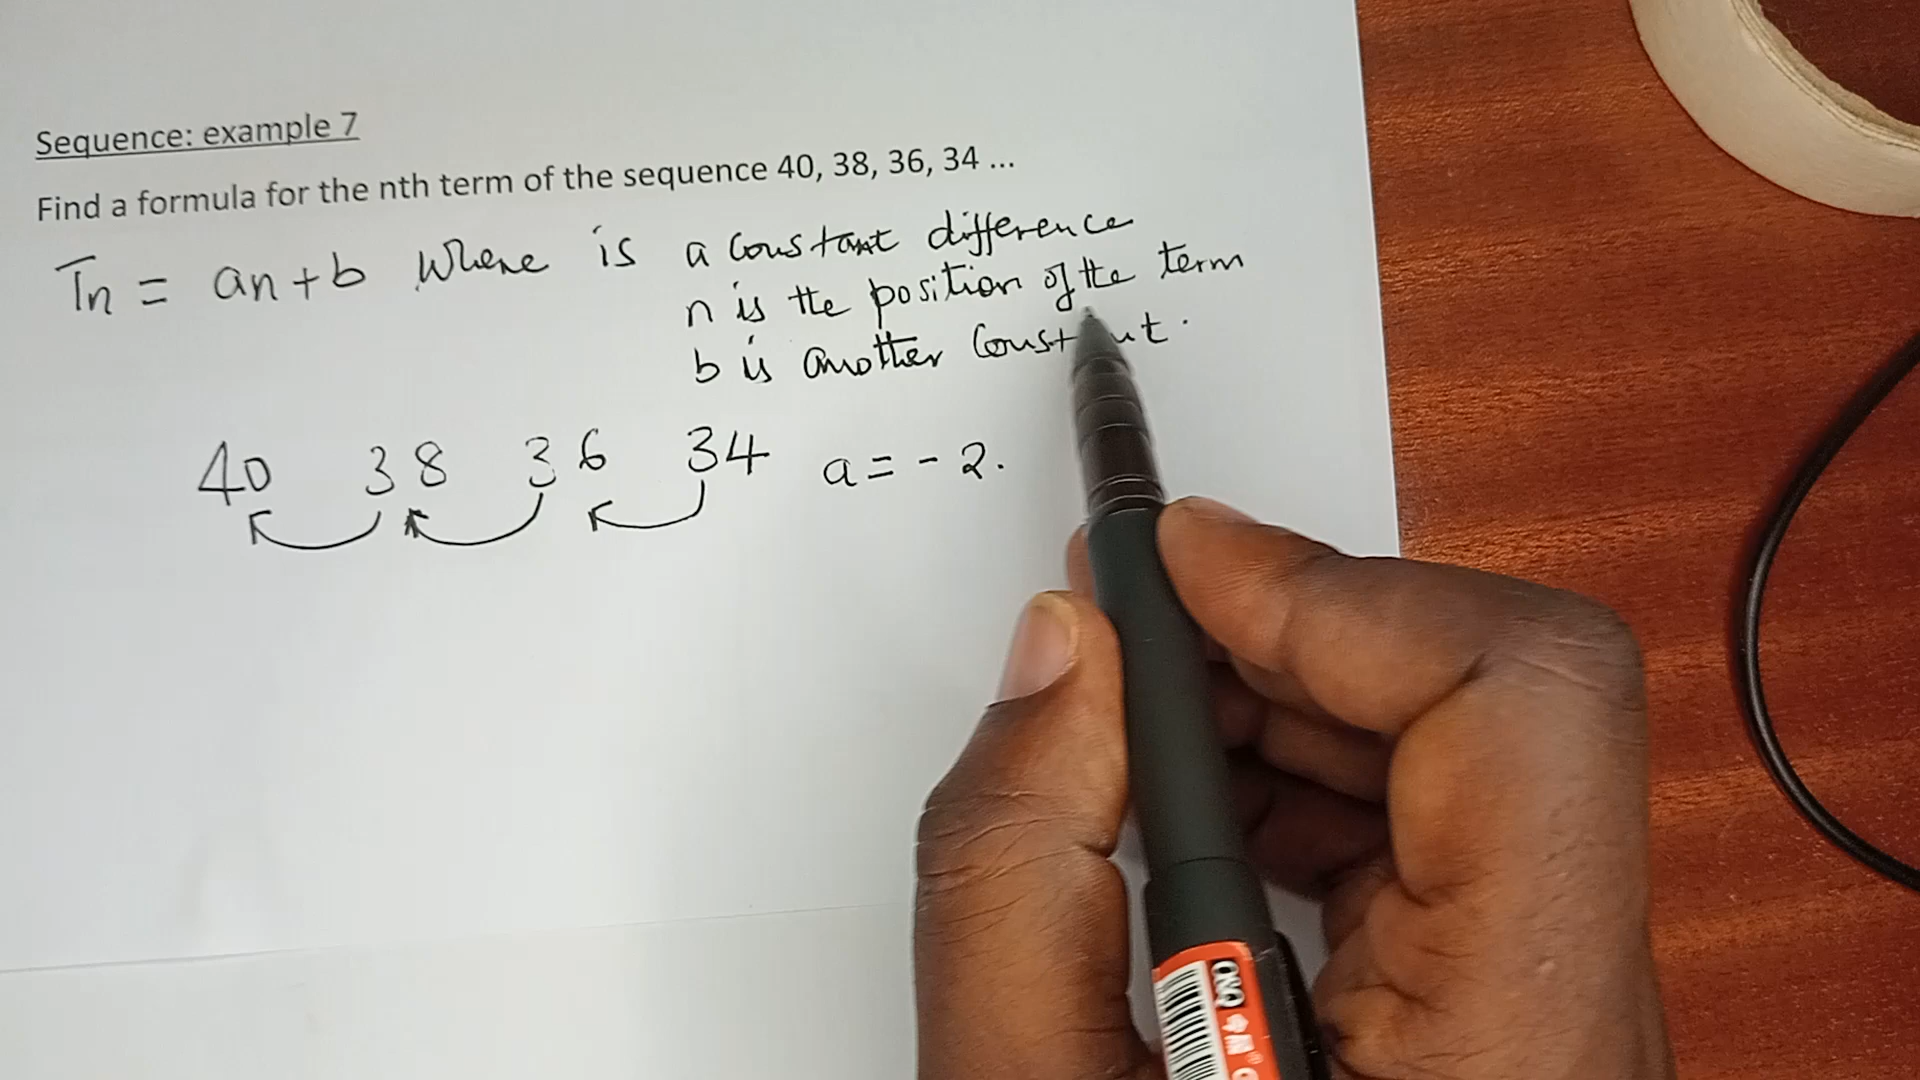 Sequence: example 7
Find a formula for the nth term of the sequence 40, 38, 36, 34 ...
Tn = an + b Where is a constant difference
n is the position of the term
b is another
40 38 36 34 a = - 2.